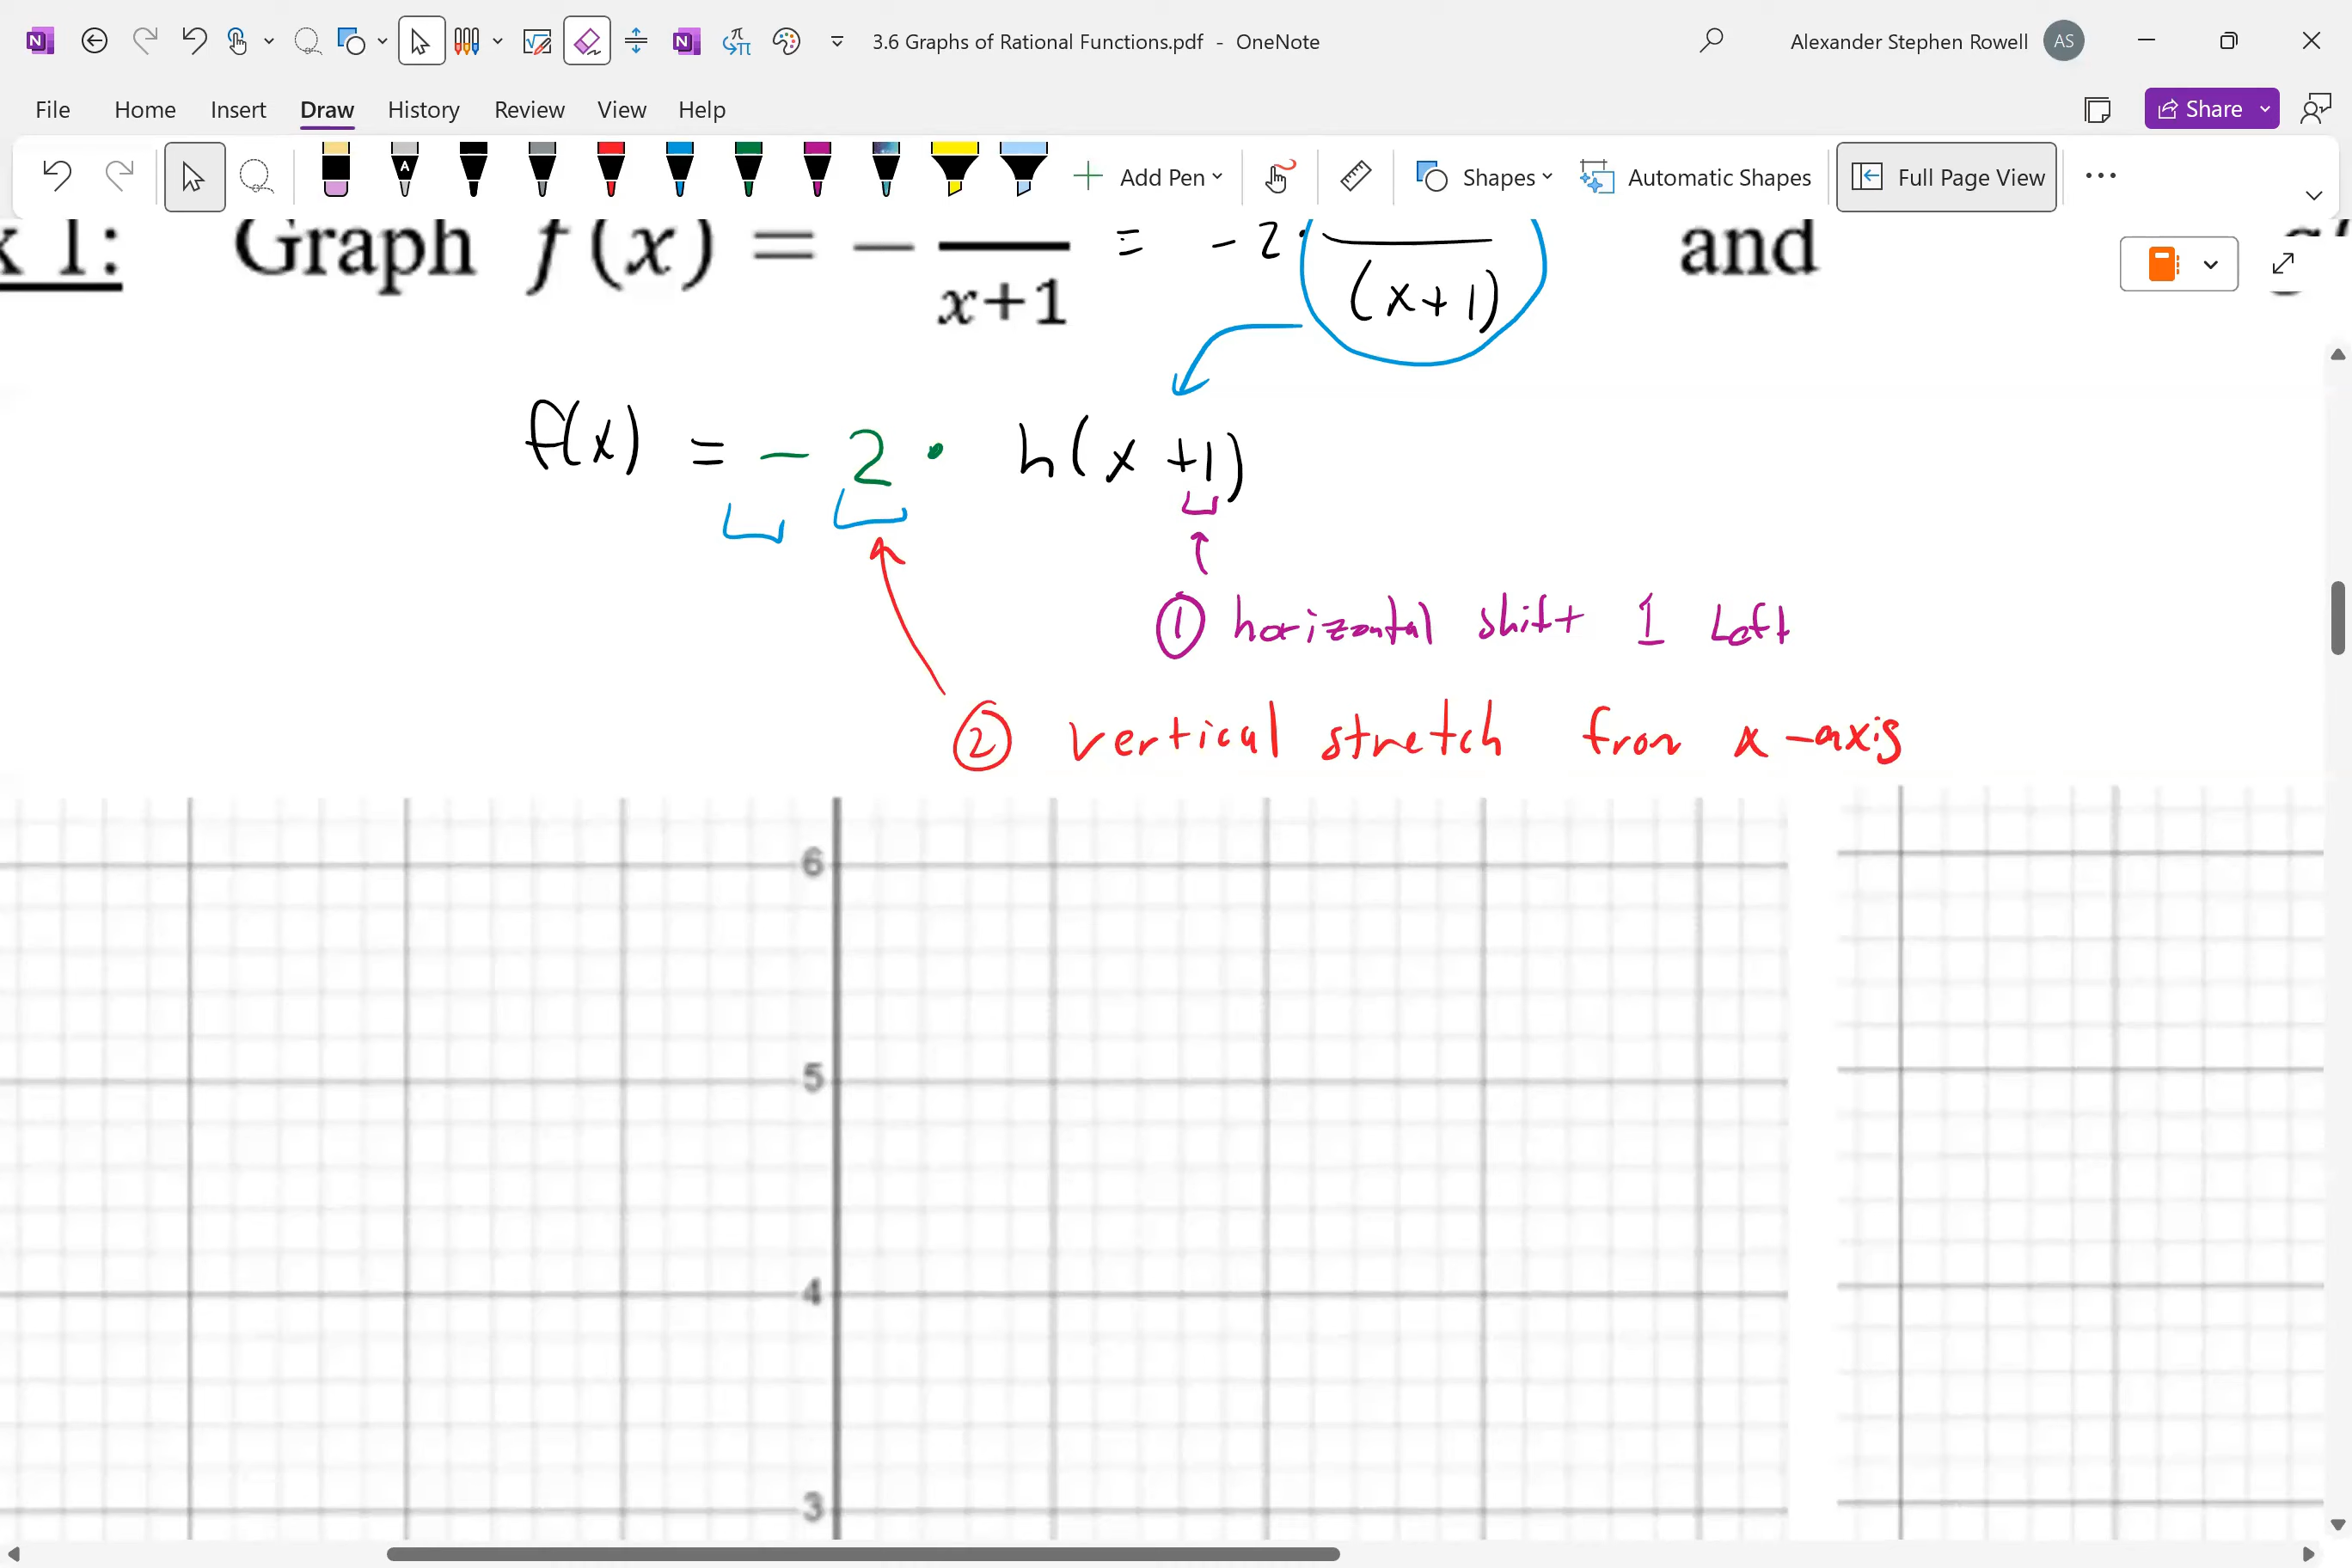 3.6 Graphs of Rational Functions.pdf - OneNote
Alexander Stephen Rowell AS
File Home Insert Draw History Review View Help
Share
Add Pen
Shapes
Automatic Shapes
Full Page View
x 1: Graph f(x) = - / x+1 = -2 · / (x+1) and
f(x) = - 2 · h(x +1)
① horizontal shift 1 Left
② vertical stretch from x-axis
6
5
4
3